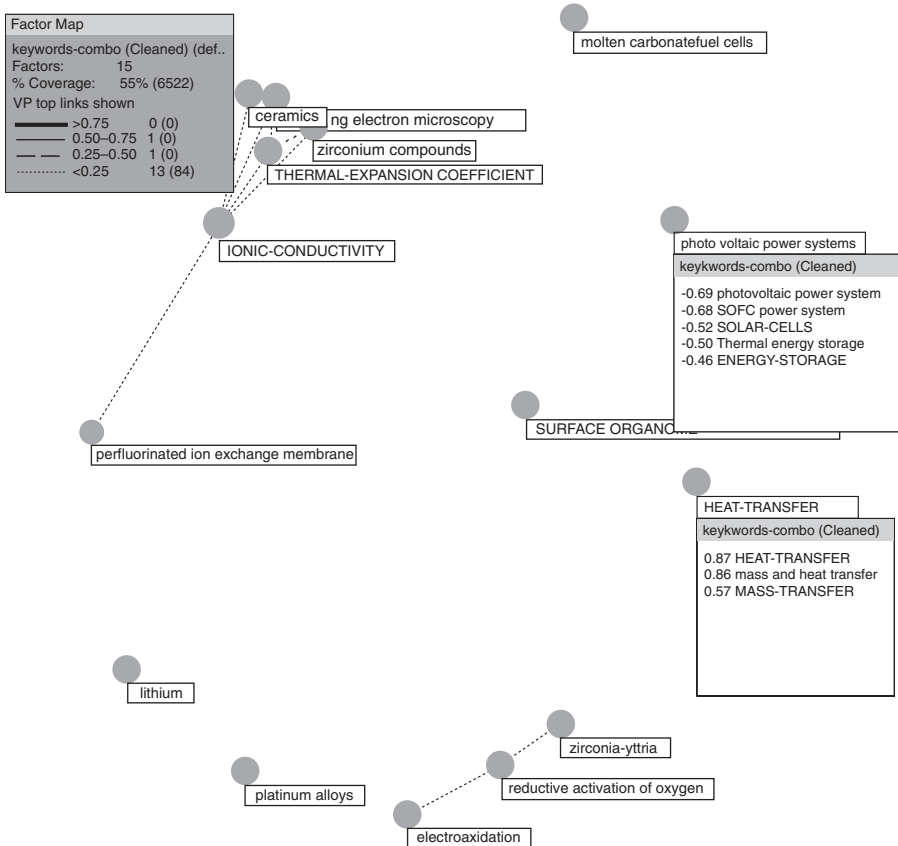 Factor Map
keywords-combo (Cleaned) (def..
Factors: 15
% Coverage: 55% (6522)
VP top links shown
>0.75 0 (0)
0.50–0.75 1 (0)
0.25–0.50 1 (0)
<0.25 13 (84)
molten carbonatefuel cells
ceramics
ng electron microscopy
zirconium compounds
THERMAL-EXPANSION COEFFICIENT
IONIC-CONDUCTIVITY
photo voltaic power systems
keykwords-combo (Cleaned)
-0.69 photovoltaic power system
-0.68 SOFC power system
-0.52 SOLAR-CELLS
-0.50 Thermal energy storage
-0.46 ENERGY-STORAGE
SURFACE ORGANOME
perfluorinated ion exchange membrane
HEAT-TRANSFER
keykwords-combo (Cleaned)
0.87 HEAT-TRANSFER
0.86 mass and heat transfer
0.57 MASS-TRANSFER
lithium
zirconia-yttria
reductive activation of oxygen
platinum alloys
electroaxidation